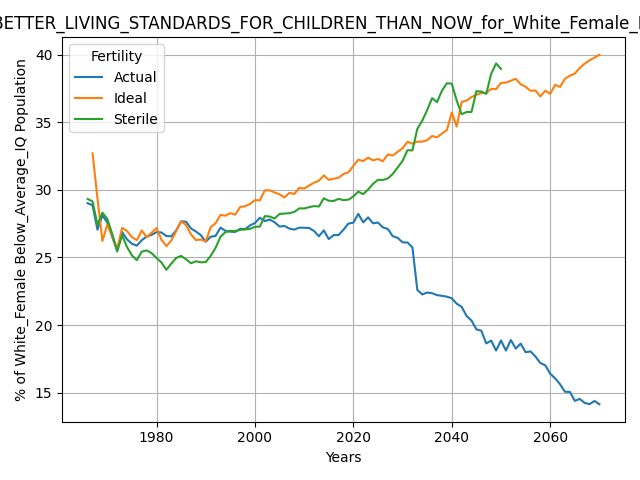 BETTER_LIVING_STANDARDS_FOR_CHILDREN_THAN_NOW_for_White_Female_
Fertility
Actual
Ideal
Sterile
% of White_Female Below_Average_IQ Population
40
35
30
25
20
15
1980
2000
2020
2040
2060
Years